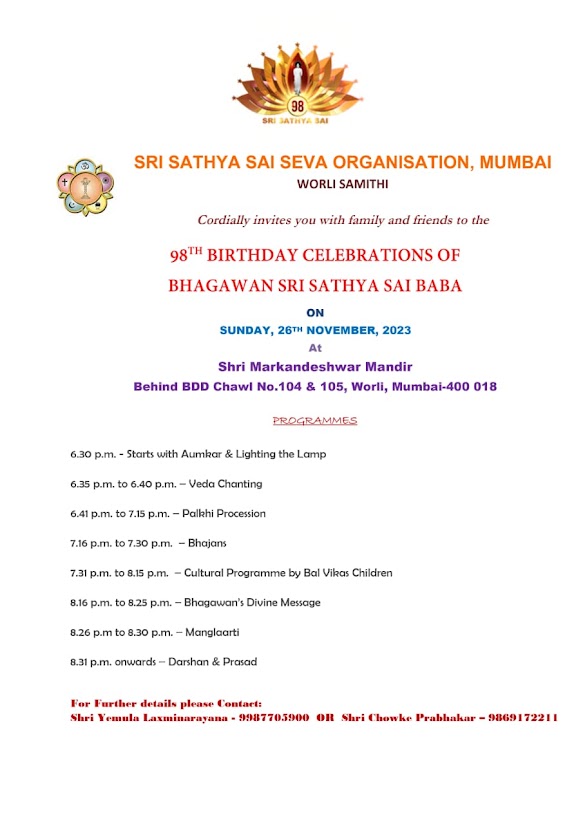 98
SRI SATHYA SAI
SRI SATHYA SAI SEVA ORGANISATION, MUMBAI
WORLI SAMITHI
Cordially invites you with family and friends to the
98TH BIRTHDAY CELEBRATIONS OF
BHAGAWAN SRI SATHYA SAI BABA
ON
SUNDAY, 26TH NOVEMBER, 2023
At
Shri Markandeshwar Mandir
Behind BDD Chawl No.104 & 105, Worli, Mumbai-400 018
PROGRAMMES
6.30 p.m. - Starts with Aumkar & Lighting the Lamp
6.35 p.m. to 6.40 p.m. – Veda Chanting
6.41 p.m. to 7.15 p.m. – Palkhi Procession
7.16 p.m. to 7.30 p.m. – Bhajans
7.31 p.m. to 8.15 p.m. – Cultural Programme by Bal Vikas Children
8.16 p.m. to 8.25 p.m. – Bhagawan's Divine Message
8.26 p.m to 8.30 p.m. – Manglaarti
8.31 p.m. onwards – Darshan & Prasad
For Further details please Contact:
Shri Yemula Laxminarayana - 9987705900 OR Shri Chowke Prabhakar – 9869172211